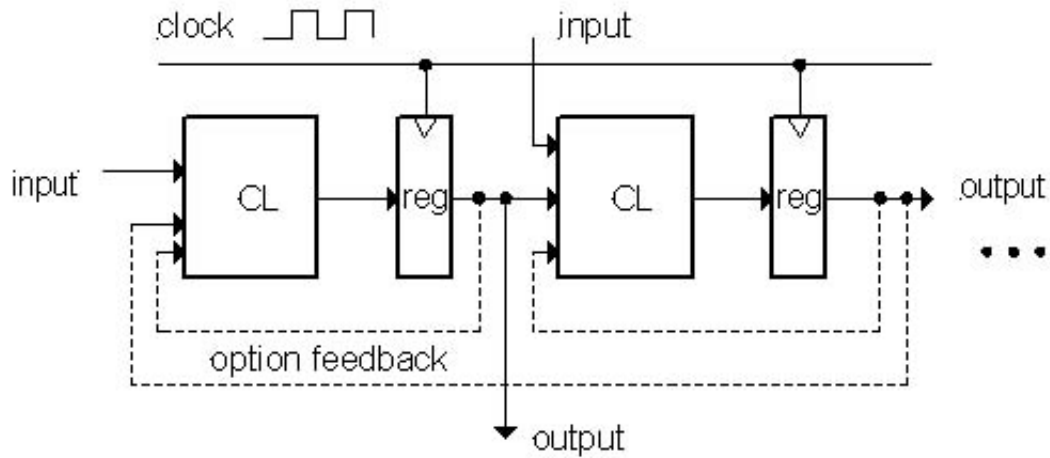 clock
input
input
CL
reg
CL
reg
output
option feedback
output